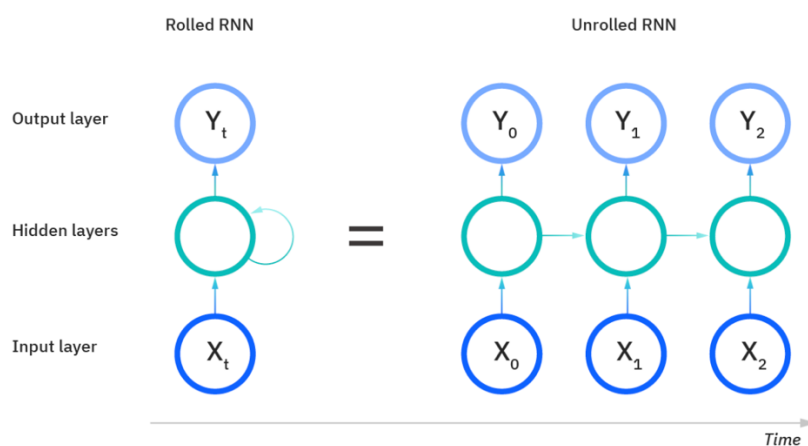 Rolled RNN
Unrolled RNN
Output layer
Yt
Y0
Y1
Y2
Hidden layers
=
Input layer
Xt
X0
X1
X2
Time